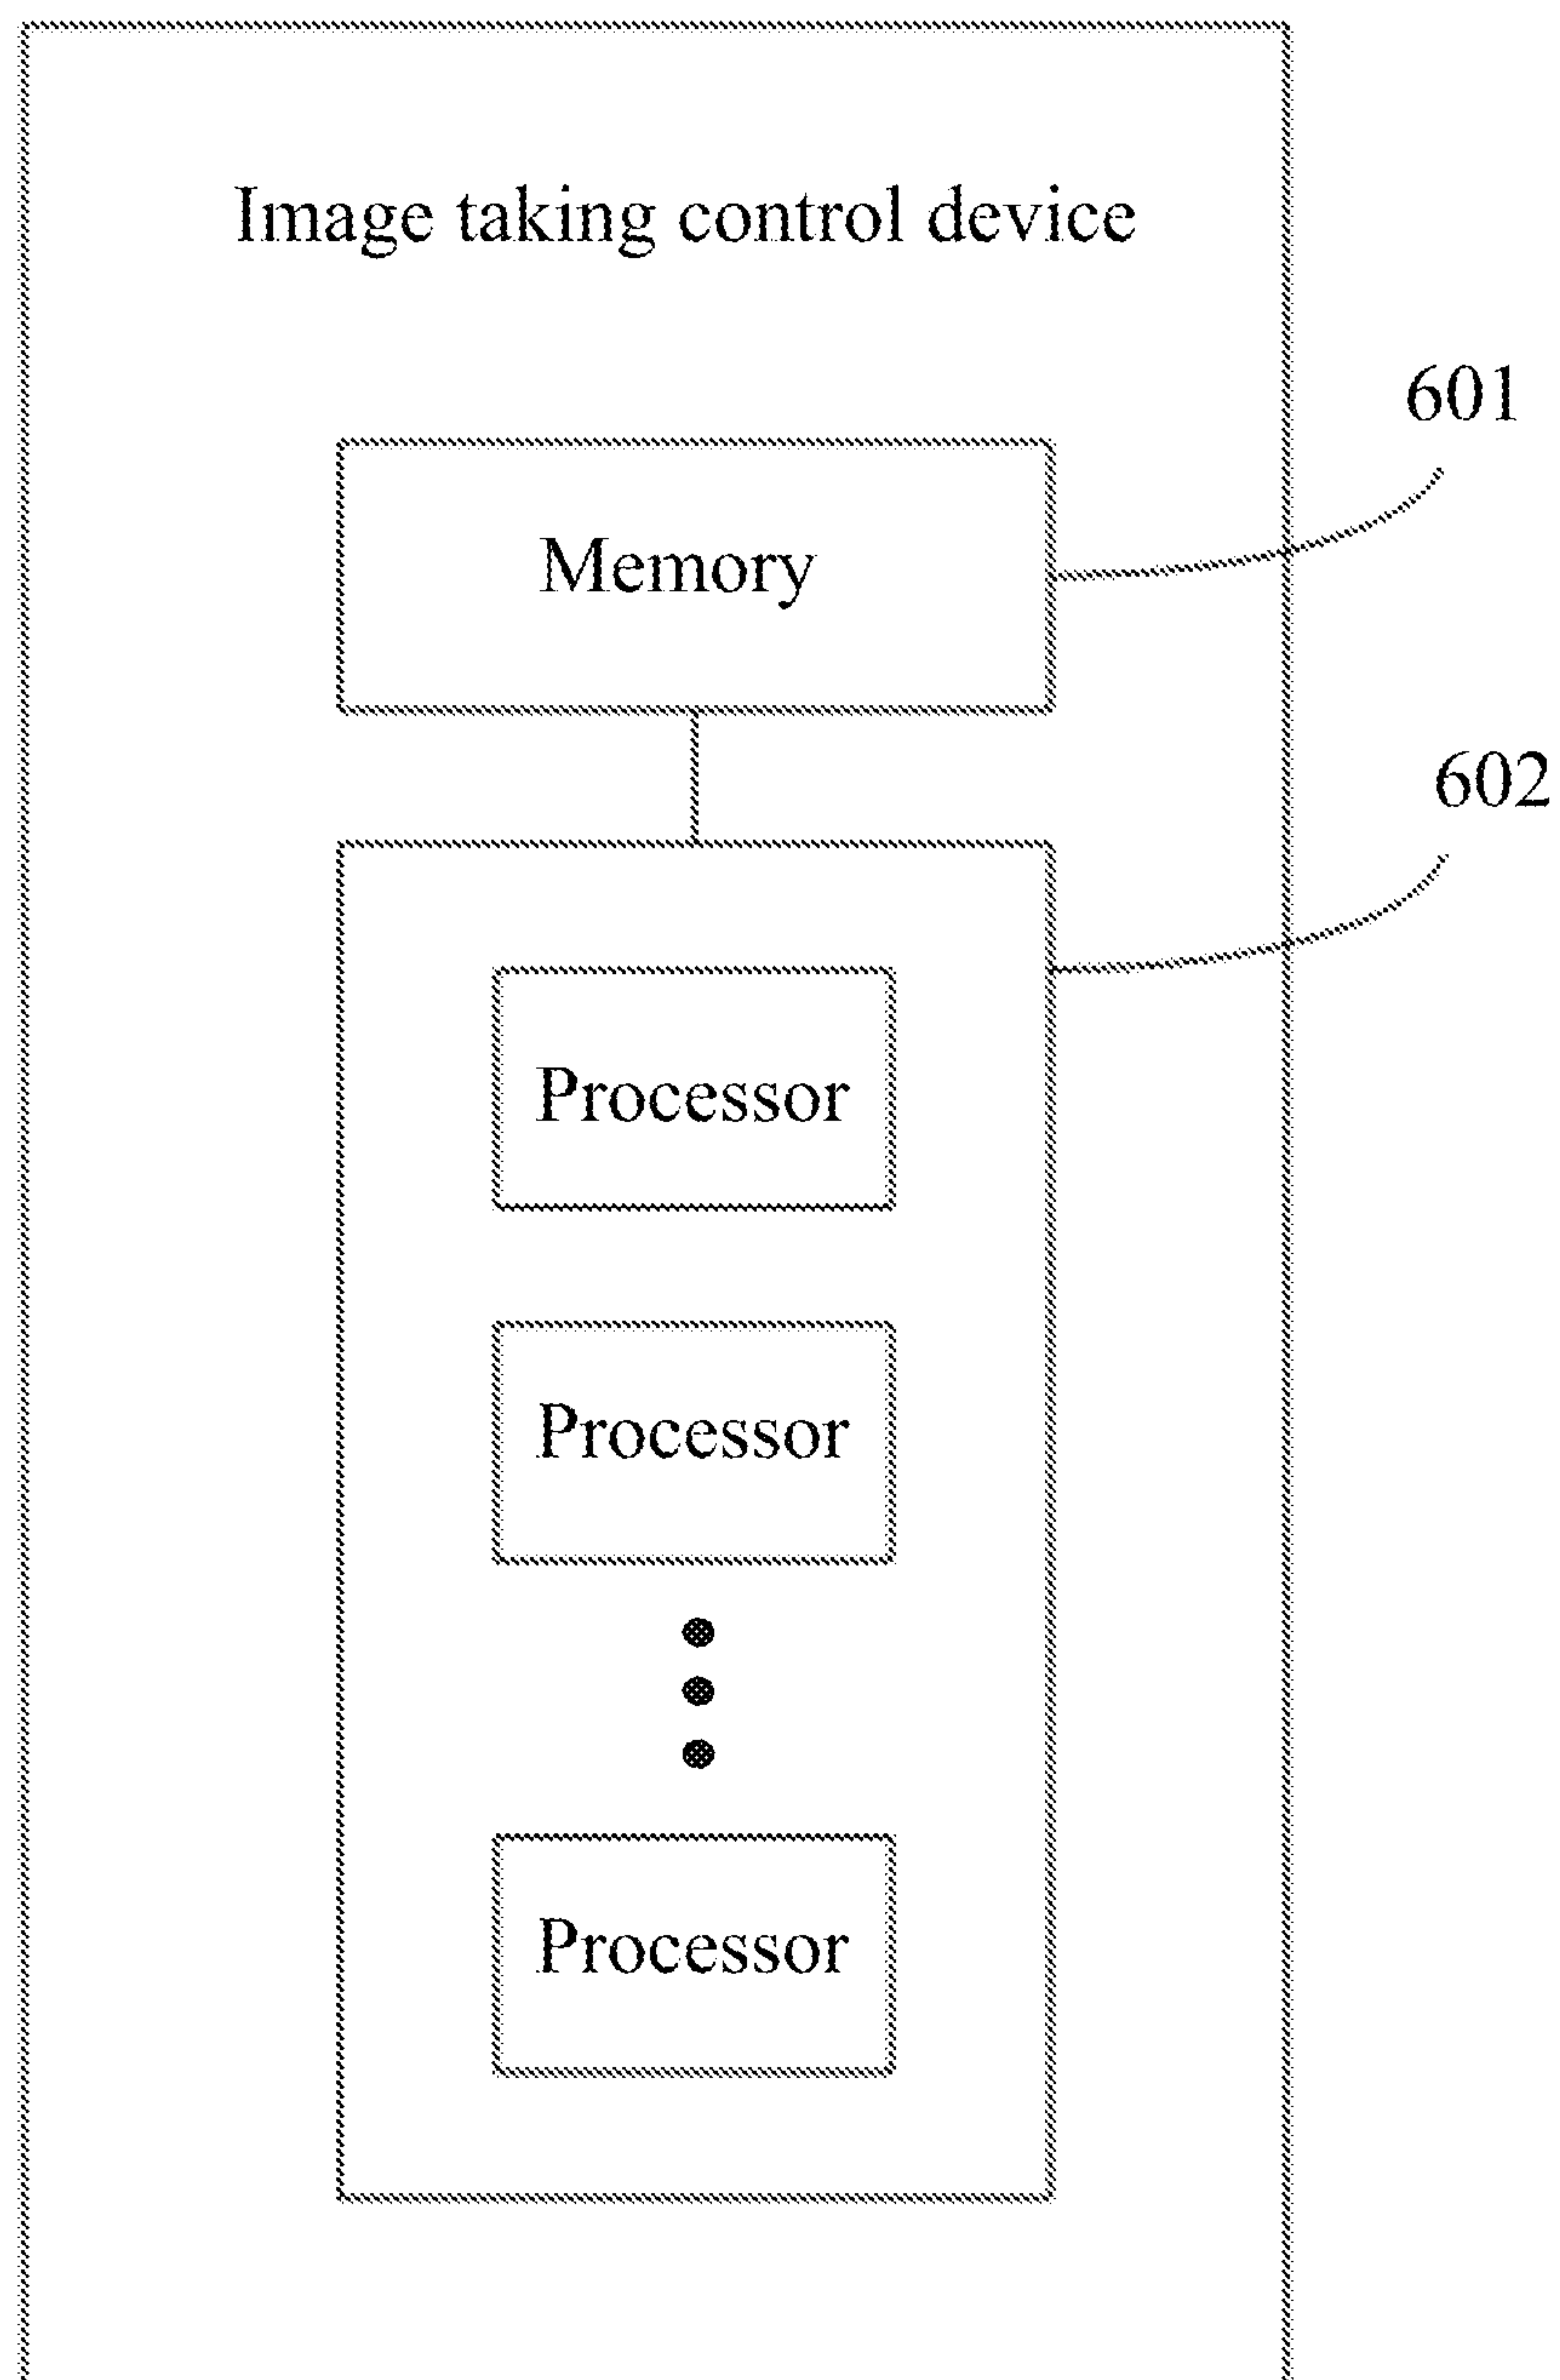 Image taking control device
601
Memory
602
Processor
Processor
Processor